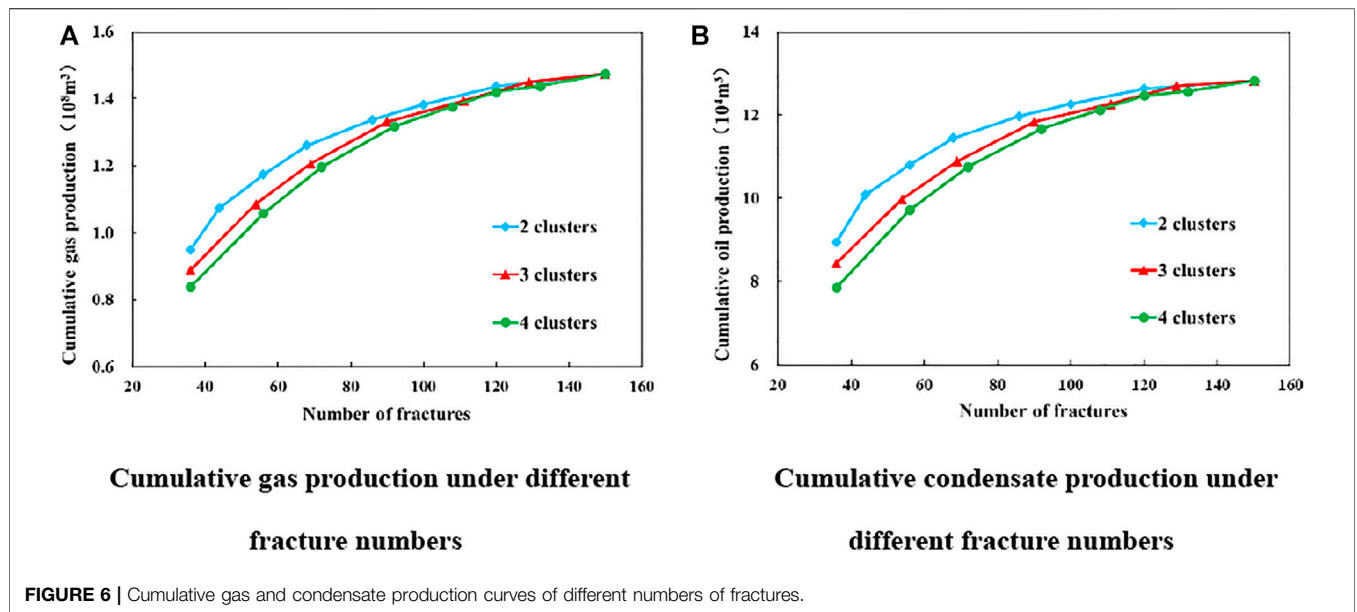 A
1.6
1.4
1.2
1.0
0.8
0.6
Cumulative gas production（10⁸m³）
20 40 60 80 100 120 140 160
Number of fractures
2 clusters
3 clusters
4 clusters
Cumulative gas production under different
fracture numbers
B
14
12
10
8
6
Cumulative oil production（10⁴m³）
20 40 60 80 100 120 140 160
Number of fractures
2 clusters
3 clusters
4 clusters
Cumulative condensate production under
different fracture numbers
FIGURE 6 | Cumulative gas and condensate production curves of different numbers of fractures.